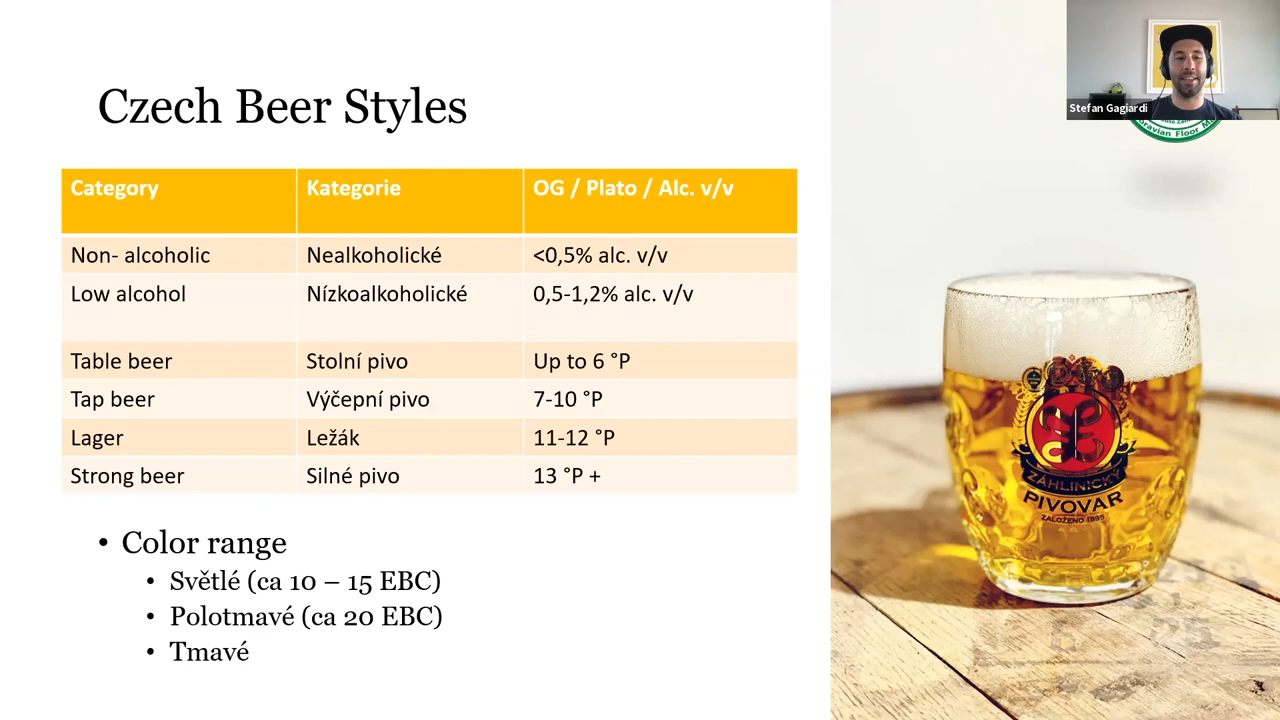 Czech Beer Styles
Category Kategorie OG / Plato / Alc. v/v
Non- alcoholic Nealkoholické <0,5% alc. v/v
Low alcohol Nízkoalkoholické 0,5-1,2% alc. v/v
Table beer Stolní pivo Up to 6 °P
Tap beer Výčepní pivo 7-10 °P
Lager Ležák 11-12 °P
Strong beer Silné pivo 13 °P +
• Color range
• Světlé (ca 10 – 15 EBC)
• Polotmavé (ca 20 EBC)
• Tmavé
Stefan Gagiardi
Floor
ZÁHLINICKÝ
PIVOVAR
ZALOŽENO 1895
25